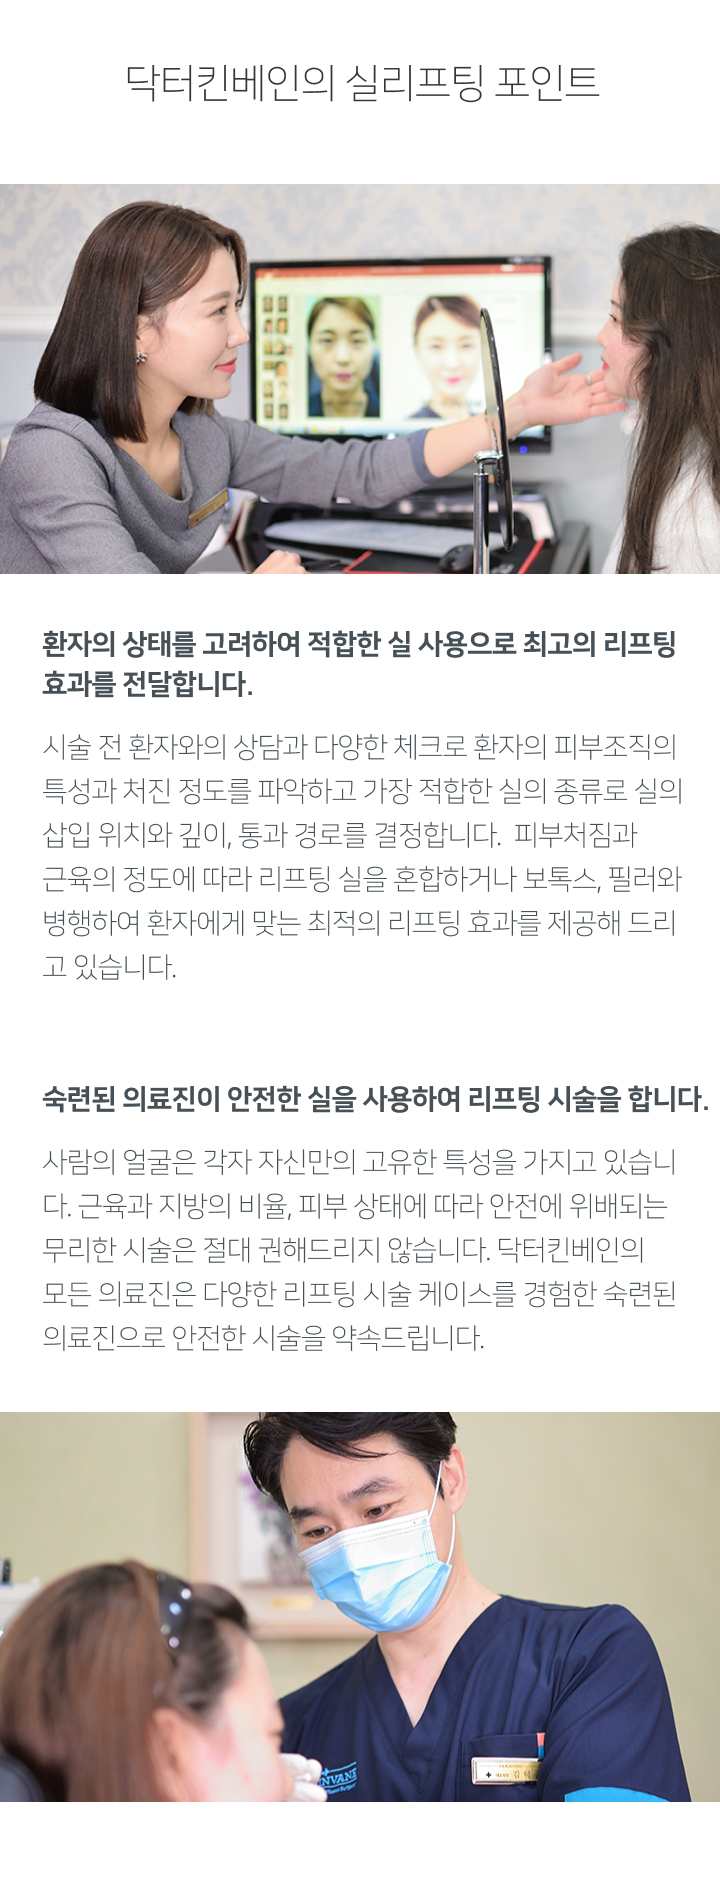 닥터킨베인의 실리프팅 포인트
환자의 상태를 고려하여 적합한 실 사용으로 최고의 리프팅
효과를 전달합니다.
시술 전 환자와의 상담과 다양한 체크로 환자의 피부조직의
특성과 처진 정도를 파악하고 가장 적합한 실의 종류로 실의
삽입 위치와 깊이, 통과 경로를 결정합니다. 피부처짐과
근육의 정도에 따라 리프팅 실을 혼합하거나 보톡스, 필러와
병행하여 환자에게 맞는 최적의 리프팅 효과를 제공해 드리
고 있습니다.
숙련된 의료진이 안전한 실을 사용하여 리프팅 시술을 합니다.
사람의 얼굴은 각자 자신만의 고유한 특성을 가지고 있습니
다. 근육과 지방의 비율, 피부 상태에 따라 안전에 위배되는
무리한 시술은 절대 권해드리지 않습니다. 닥터킨베인의
모든 의료진은 다양한 리프팅 시술 케이스를 경험한 숙련된
의료진으로 안전한 시술을 약속드립니다.
NVANE